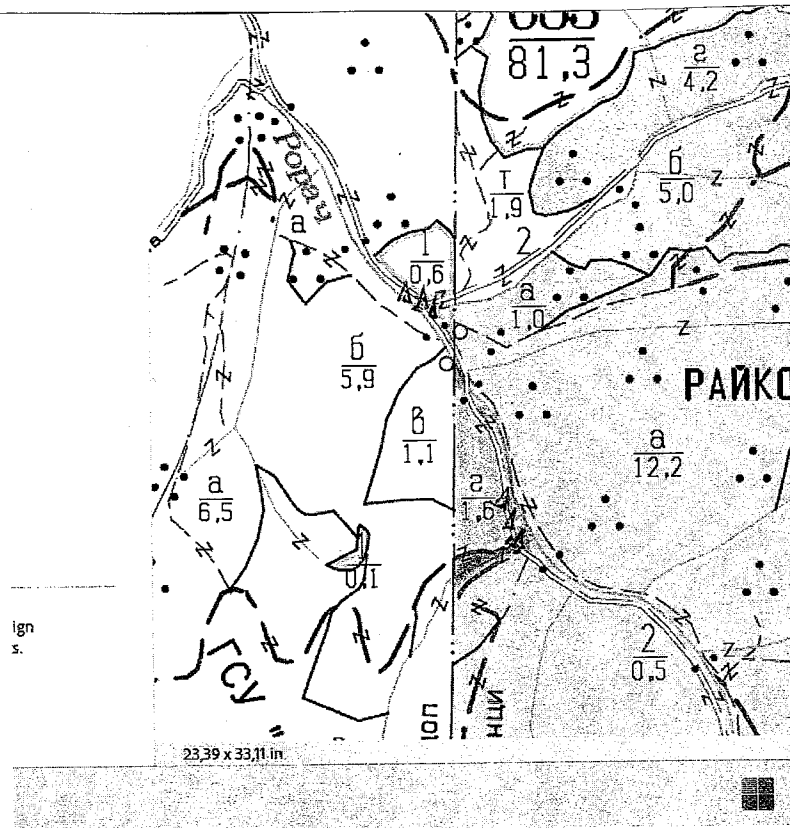 81,3
г
4,2
Рорач
т
1,9
б
5,0
а
2
1
0,6
а
1,0
б
5,9
РАЙКО
в
1,1
а
12,2
а
6,5
г
1,6
0,1
ign
s.
2
0,5
ГСУ "
пог
нци
23,39 x 33,11 in